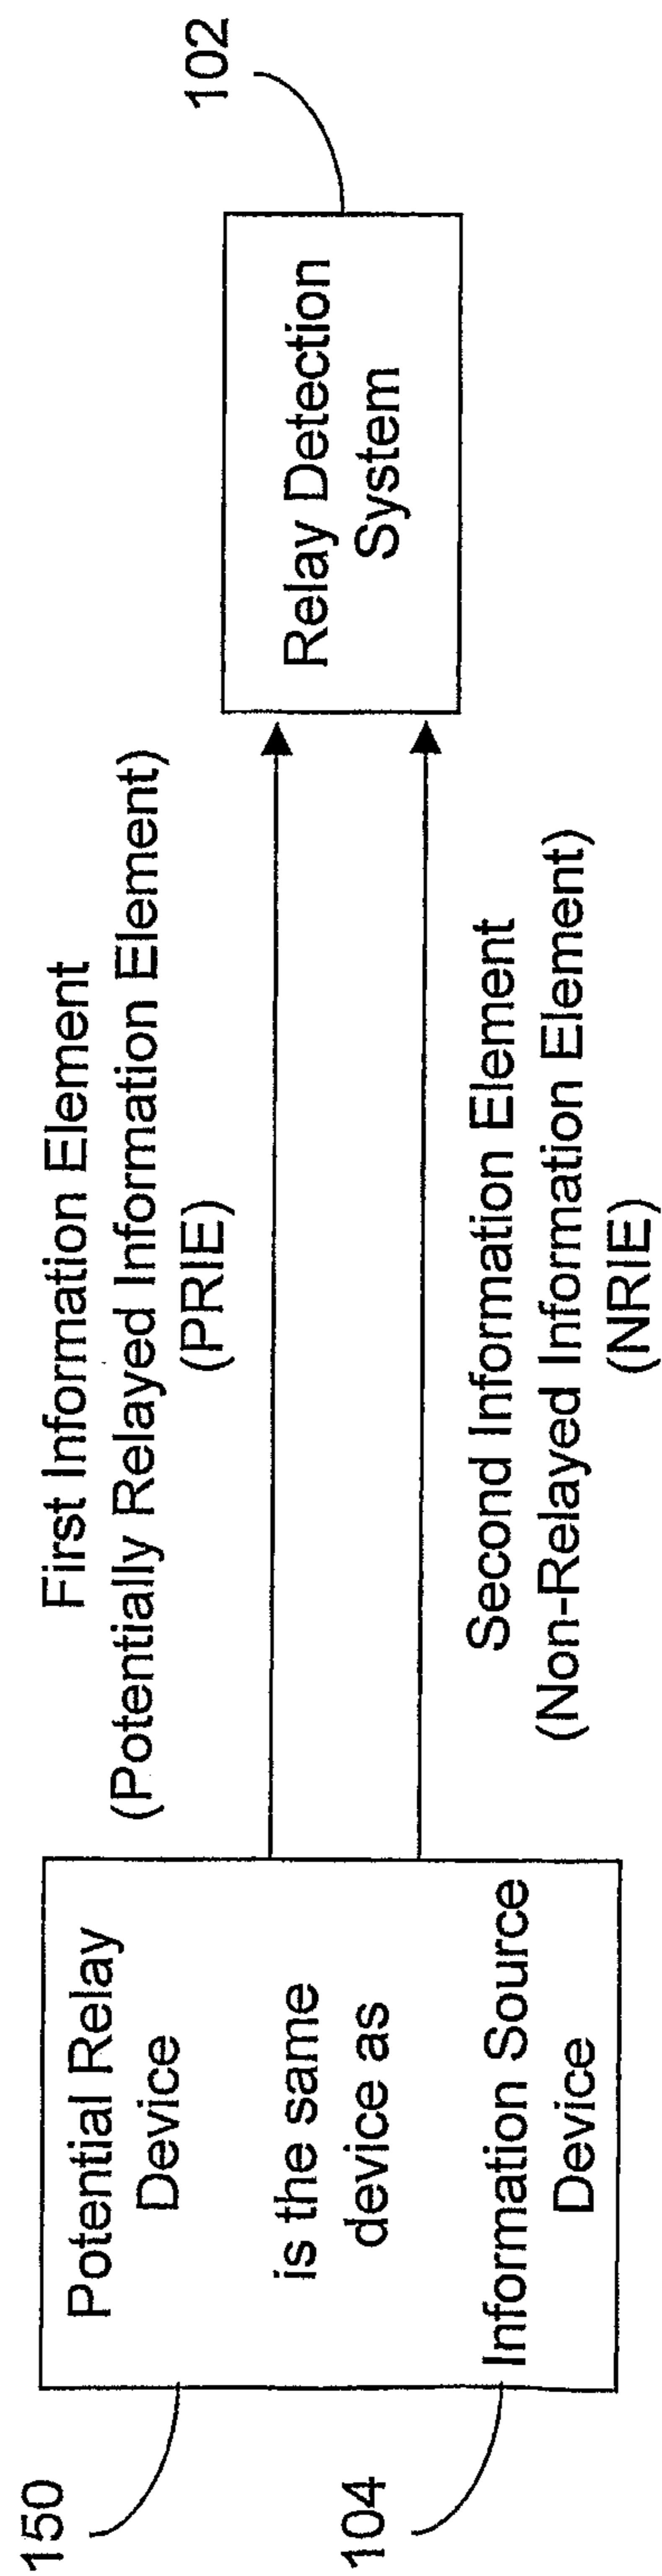 150
104
Potential Relay
Device
is the same
device as
Information Source
Device
First Information Element
(Potentially Relayed Information Element)
(PRIE)
Second Information Element
(Non-Relayed Information Element)
(NRIE)
Relay Detection
System
102